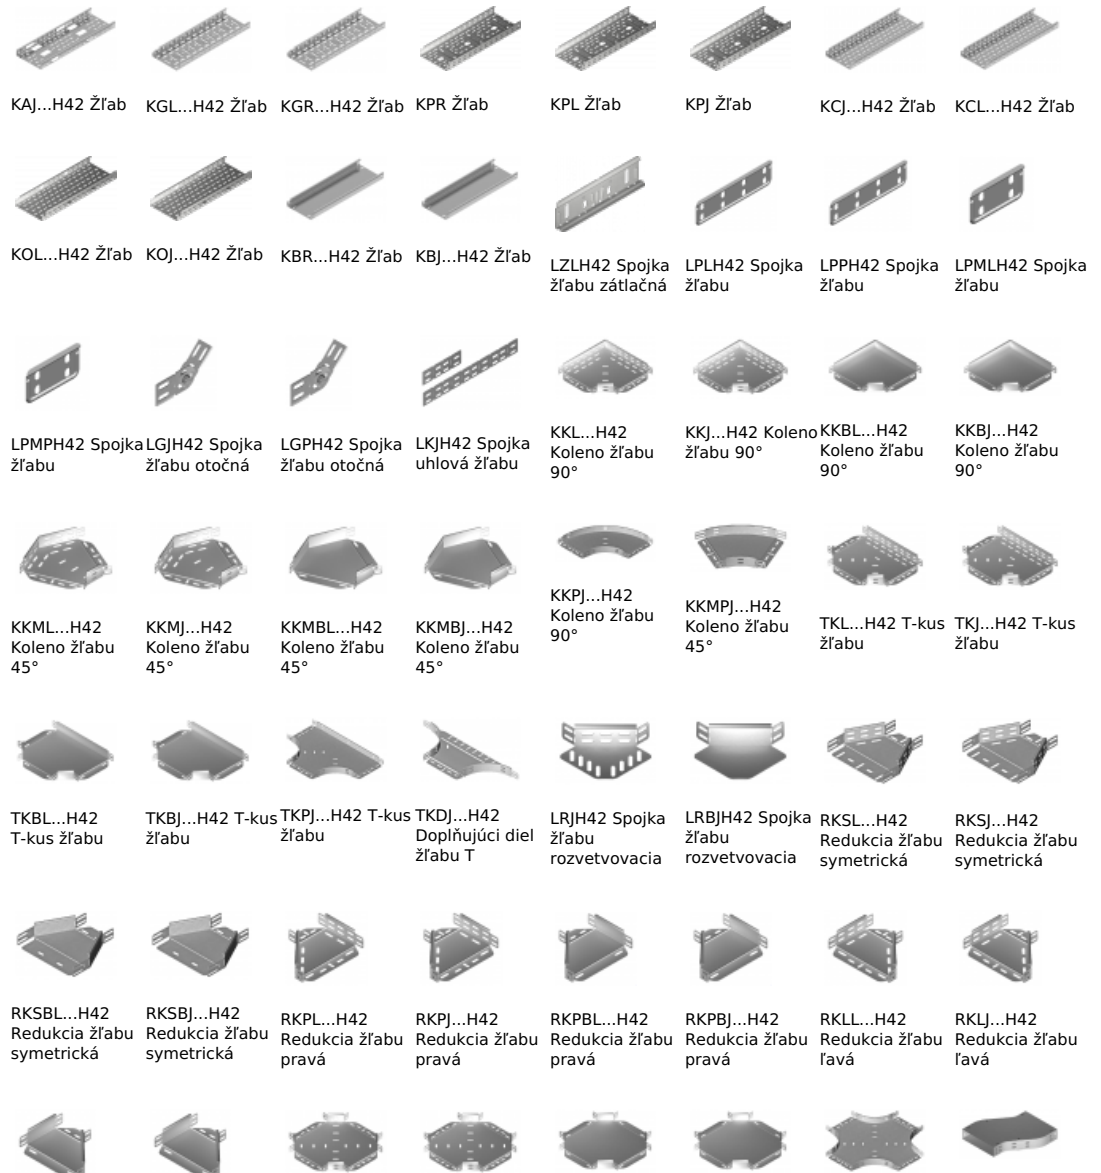 KAJ...H42 Žľab
KGL...H42 Žľab
KGR...H42 Žľab
KPR Žľab
KPL Žľab
KPJ Žľab
KCJ...H42 Žľab
KCL...H42 Žľab
KOL...H42 Žľab
KOJ...H42 Žľab
KBR...H42 Žľab
KBJ...H42 Žľab
LZLH42 Spojka
žľabu zátlačná
LPLH42 Spojka
žľabu
LPPH42 Spojka
žľabu
LPMLH42 Spojka
žľabu
LPMPH42 Spojka
žľabu
LGJH42 Spojka
žľabu otočná
LGPH42 Spojka
žľabu otočná
LKJH42 Spojka
uhlová žľabu
KKL...H42
Koleno žľabu
90°
KKJ...H42 Koleno
žľabu 90°
KKBL...H42
Koleno žľabu
90°
KKBJ...H42
Koleno žľabu
90°
KKML...H42
Koleno žľabu
45°
KKMJ...H42
Koleno žľabu
45°
KKMBL...H42
Koleno žľabu
45°
KKMBJ...H42
Koleno žľabu
45°
KKPJ...H42
Koleno žľabu
90°
KKMPJ...H42
Koleno žľabu
45°
TKL...H42 T-kus
žľabu
TKJ...H42 T-kus
žľabu
TKBL...H42
T-kus žľabu
TKBJ...H42 T-kus
žľabu
TKPJ...H42 T-kus
žľabu
TKDJ...H42
Doplňujúci diel
žľabu T
LRJH42 Spojka
žľabu
rozvetvovacia
LRBJH42 Spojka
žľabu
rozvetvovacia
RKSL...H42
Redukcia žľabu
symetrická
RKSJ...H42
Redukcia žľabu
symetrická
RKSBL...H42
Redukcia žľabu
symetrická
RKSBJ...H42
Redukcia žľabu
symetrická
RKPL...H42
Redukcia žľabu
pravá
RKPJ...H42
Redukcia žľabu
pravá
RKPBL...H42
Redukcia žľabu
pravá
RKPBJ...H42
Redukcia žľabu
pravá
RKLL...H42
Redukcia žľabu
ľavá
RKLJ...H42
Redukcia žľabu
ľavá